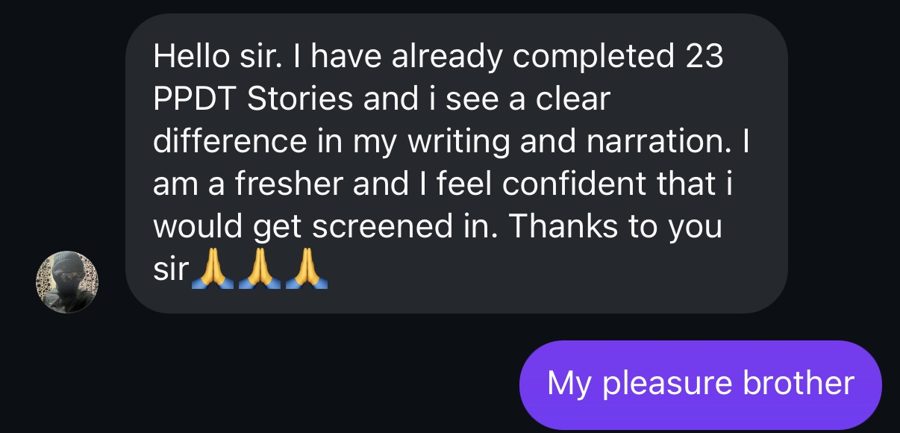 Hello sir. I have already completed 23
PPDT Stories and i see a clear
difference in my writing and narration. I
am a fresher and I feel confident that i
would get screened in. Thanks to you
sir🙏🙏🙏
My pleasure brother